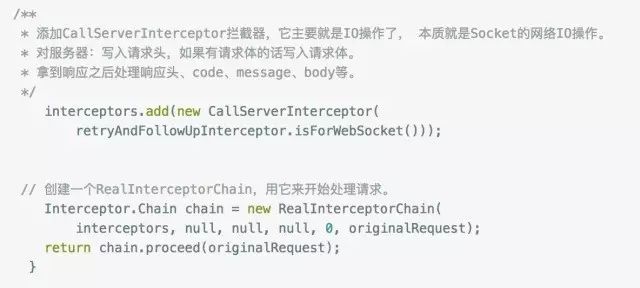 /**
* 添加CallServerInterceptor拦截器，它主要就是IO操作了， 本质就是Socket的网络IO操作。
* 对服务器：写入请求头，如果有请求体的话写入请求体。
* 拿到响应之后处理响应头、code、message、body等。
*/
interceptors.add(new CallServerInterceptor(
retryAndFollowUpInterceptor.isForWebSocket()));
// 创建一个RealInterceptorChain，用它来开始处理请求。
Interceptor.Chain chain = new RealInterceptorChain(
interceptors, null, null, null, 0, originalRequest);
return chain.proceed(originalRequest);
}